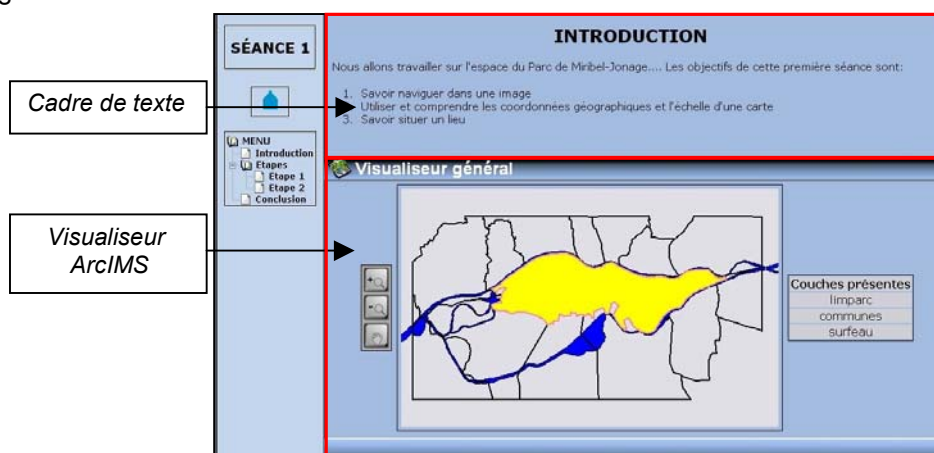 Cadre de texte
Visualiseur
ArcIMS
SÉANCE 1
MENU
Introduction
Etapes
Etape 1
Etape 2
Conclusion
INTRODUCTION
Nous allons travailler sur l'espace du Parc de Miribel-Jonage.... Les objectifs de cette première séance sont:
1. Savoir naviguer dans une image
Utiliser et comprendre les coordonnées géographiques et l'échelle d'une carte
3. Savoir situer un lieu
Visualiseur général
Couches présentes
limparc
communes
surfeau